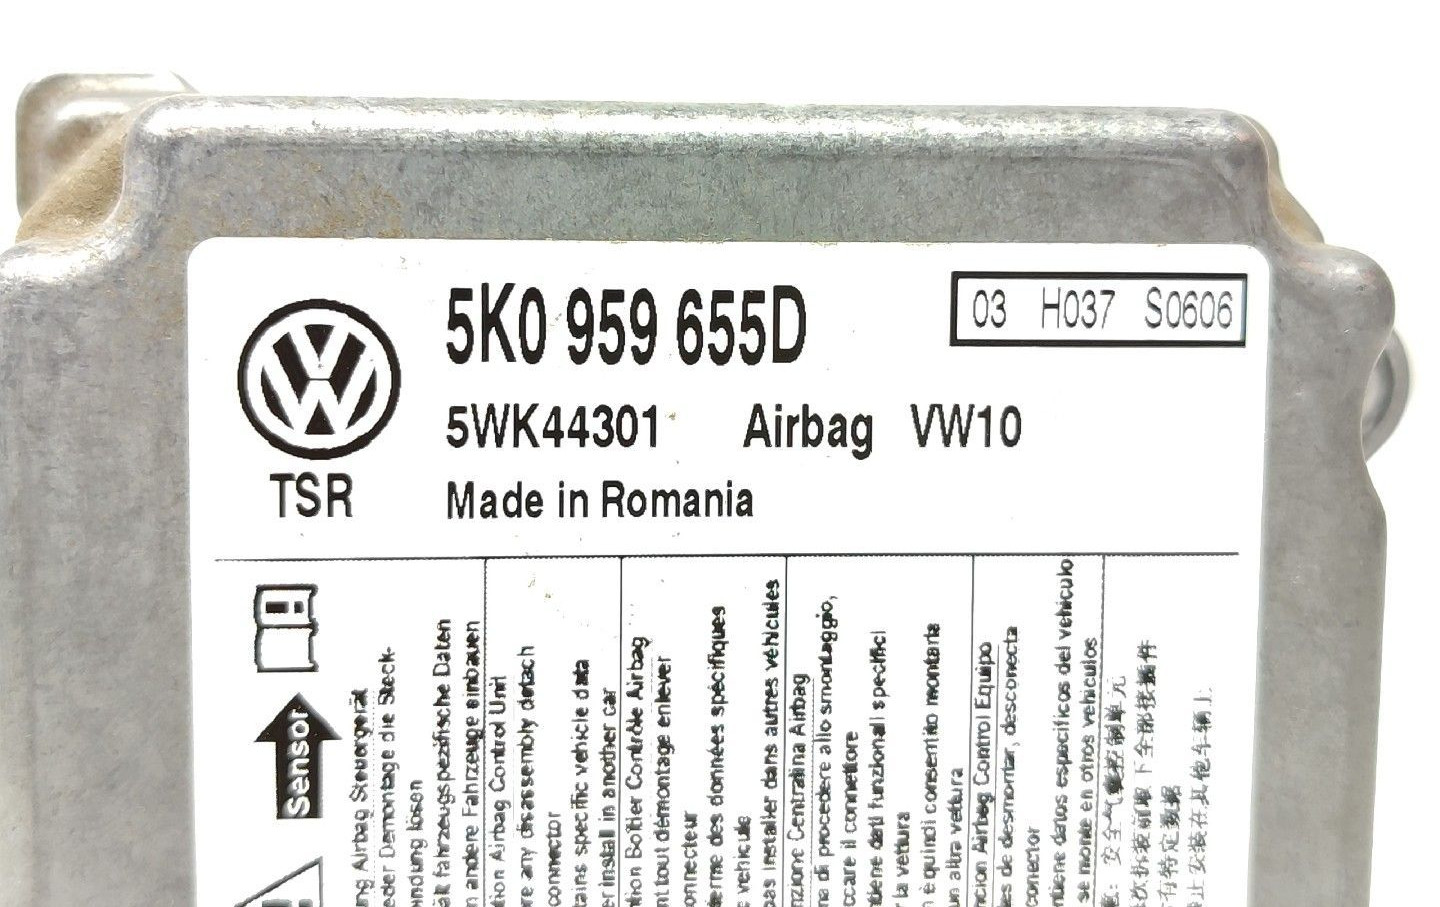 5K0 959 655D
03 H037 S0606
5WK44301 Airbag VW10
TSR
Made in Romania
Sensor
Airbag Steuergerät
Demontage die Steck-
lösen
fahrzeugspezifische Daten
andere Fahrzeuge einbauen
Airbag Control Unit
any disassembly detach
connector
specific vehicle data
install in another car
Boîtier Contrôle Airbag
tout démontage enlever
connecteur
des données spécifiques
vehicule
installer dans autres véhicules
Centralina Airbag
di procedere allo smontaggio,
il connettore
dati funzionali specifici
la vettura
è quindi consentito montarla
altra vettura
Airbag Control Equipo
de desmontar, desconecta
conector
datos específicos del vehículo
se monte en otros vehículos